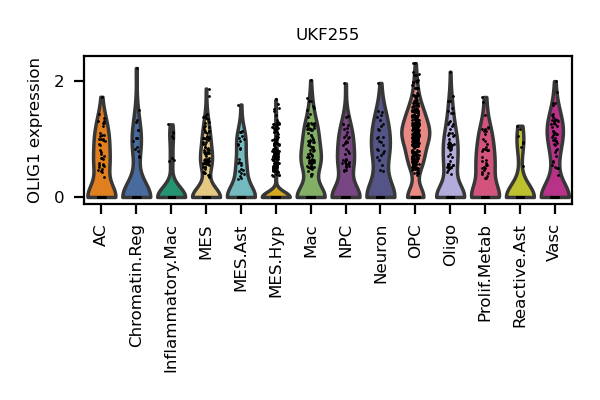 UKF255
OLIG1 expression
2
0
AC
Chromatin.Reg
Inflammatory.Mac
MES
MES.Ast
MES.Hyp
Mac
NPC
Neuron
OPC
Oligo
Prolif.Metab
Reactive.Ast
Vasc